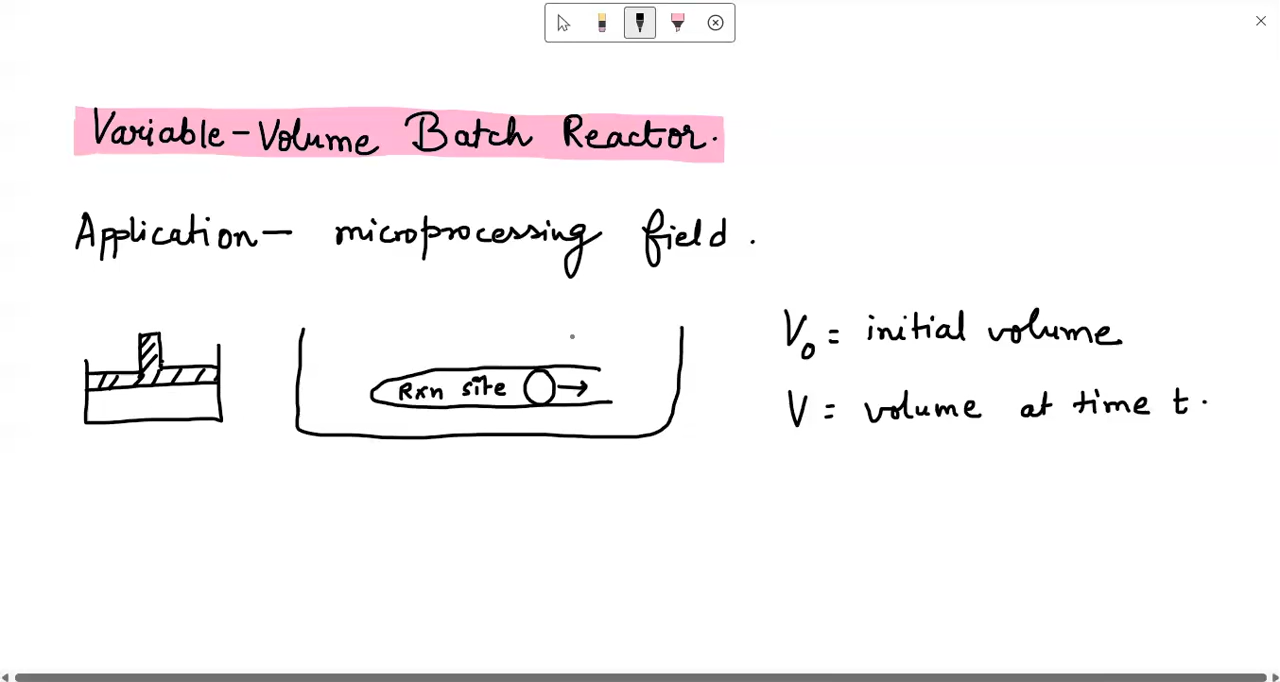 Variable-Volume Batch Reactor.
Application- microprocessing field.
Rxn site
V₀ = initial volume
V = volume at time t.